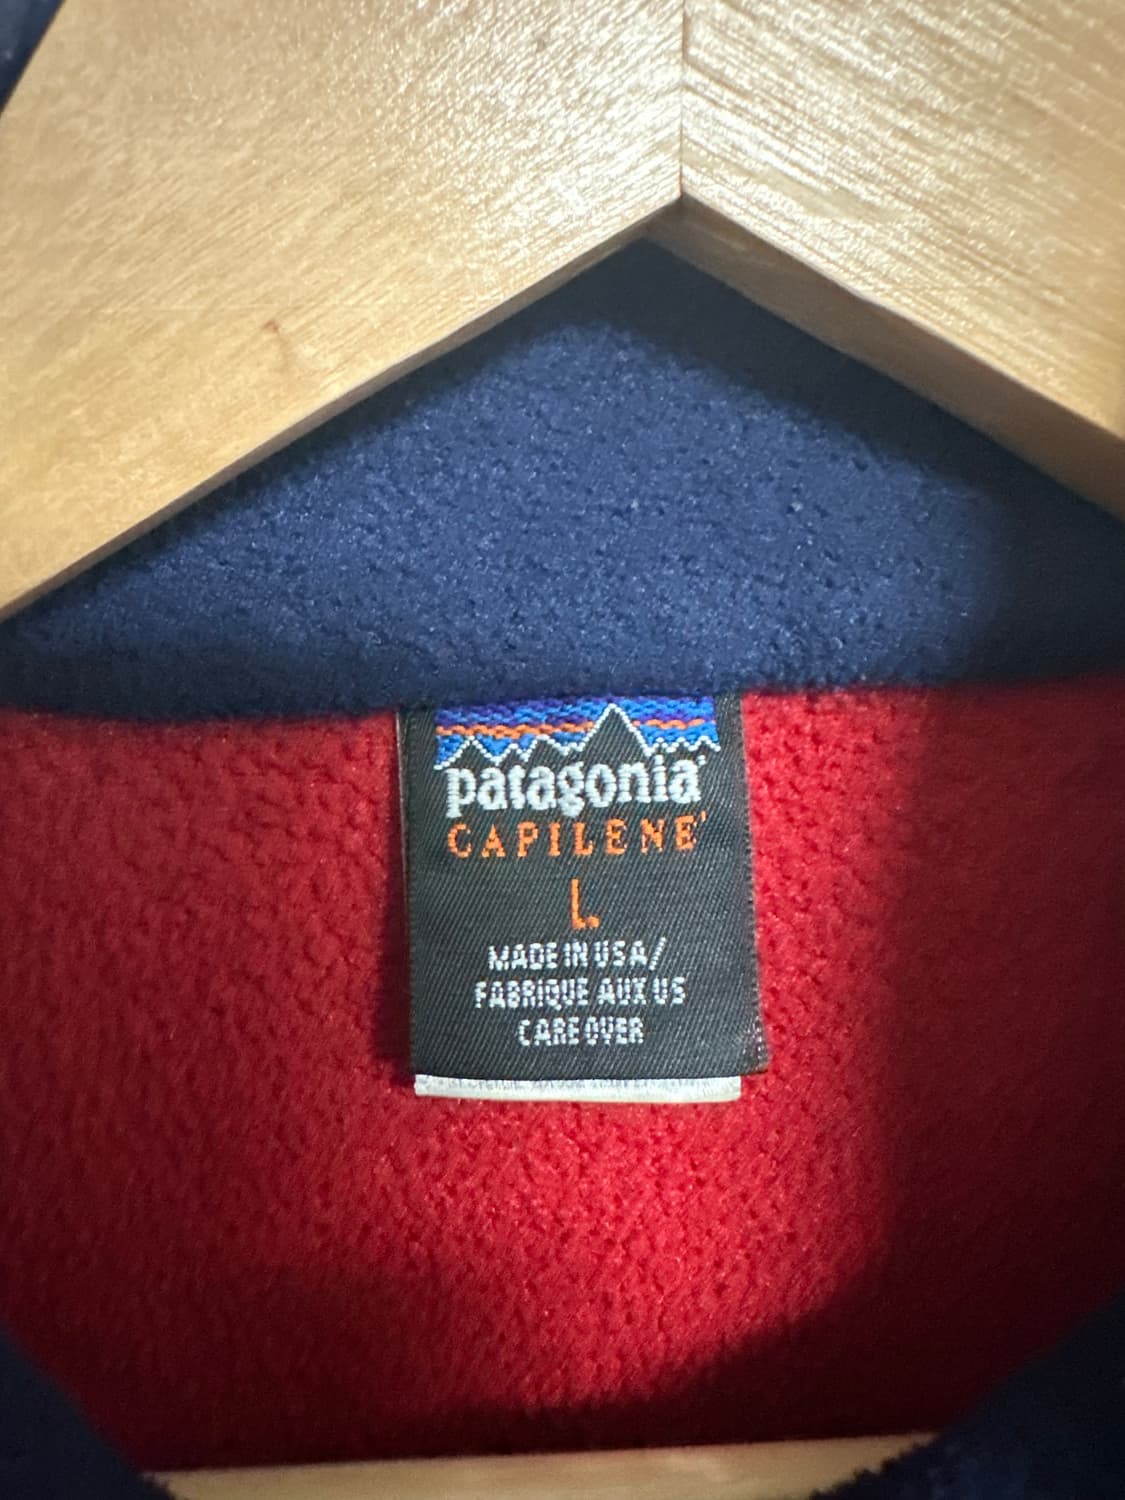 patagonia®
CAPILENE®
L
MADE IN USA/
FABRIQUE AUX US
CARE OVER